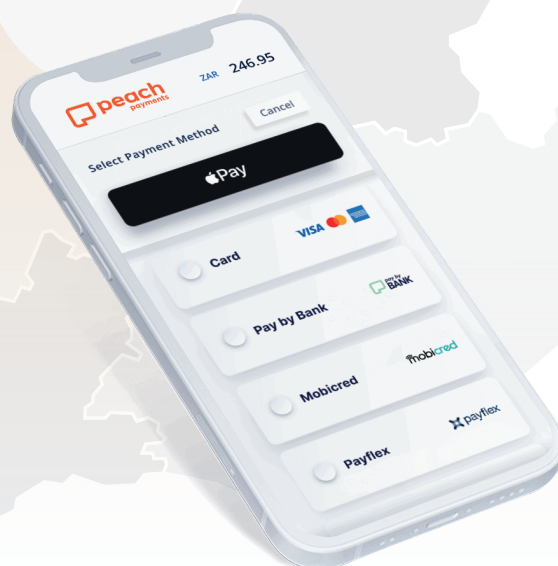 peach
payments
ZAR 246.95
Select Payment Method
Cancel
Pay
Card
VISA
Pay by Bank
pay by
BANK
Mobicred
mobicred
Payflex
payflex